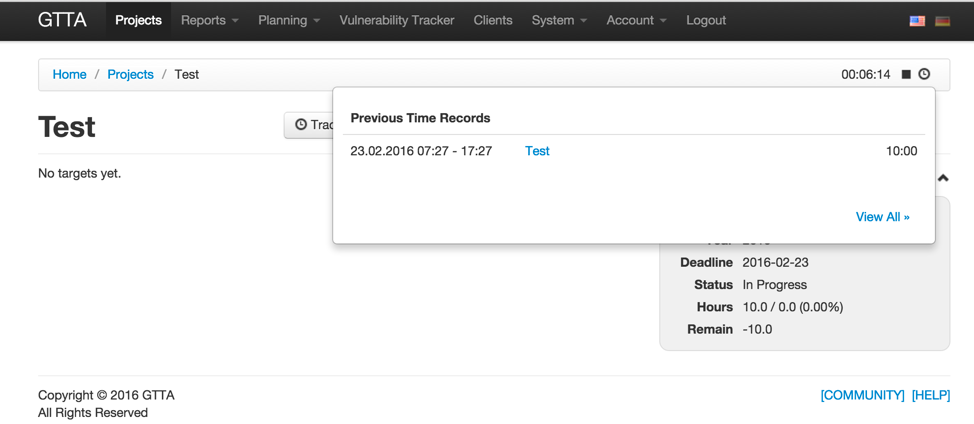 GTTA Projects Reports Planning Vulnerability Tracker Clients System Account Logout
Home / Projects / Test 00:06:14
Previous Time Records
Test
23.02.2016 07:27 - 17:27 Test 10:00
No targets yet.
View All »
Deadline 2016-02-23
Status In Progress
Hours 10.0 / 0.0 (0.00%)
Remain -10.0
Copyright © 2016 GTTA [COMMUNITY] [HELP]
All Rights Reserved